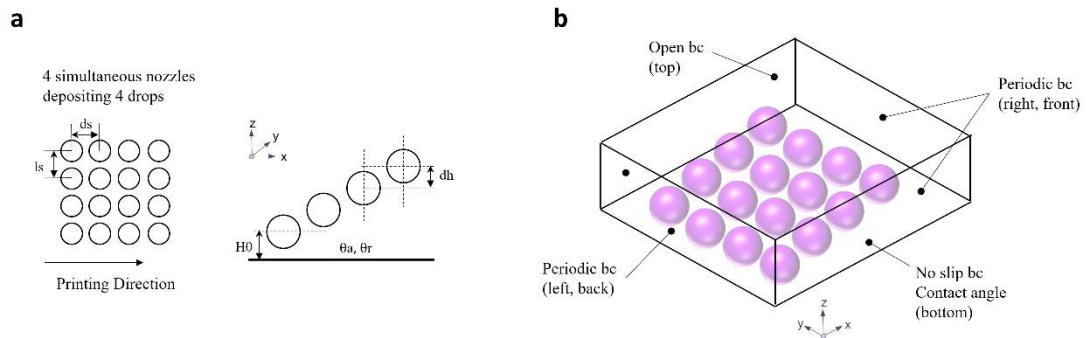 a
4 simultaneous nozzles
depositing 4 drops
ds
ls
Printing Direction
z
y
x
dh
H0
θa, θr
b
Open bc
(top)
Periodic bc
(right, front)
Periodic bc
(left, back)
No slip bc
Contact angle
(bottom)
z
y
x